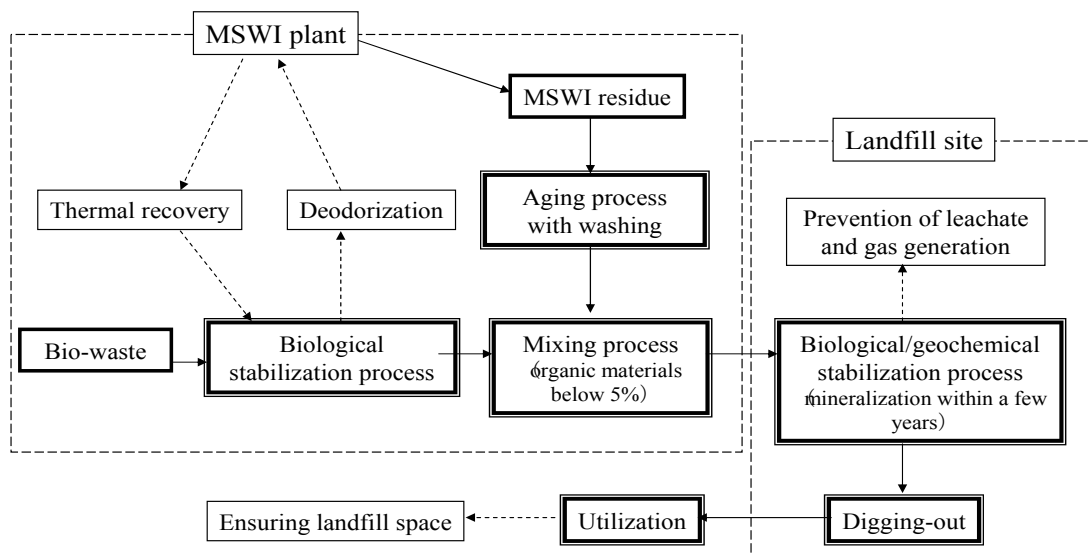 MSWI plant
MSWI residue
Landfill site
Thermal recovery
Deodorization
Aging process
with washing
Prevention of leachate
and gas generation
Bio-waste
Biological
stabilization process
Mixing process
(organic materials
below 5%)
Biological/geochemical
stabilization process
(mineralization within a few
years)
Ensuring landfill space
Utilization
Digging-out